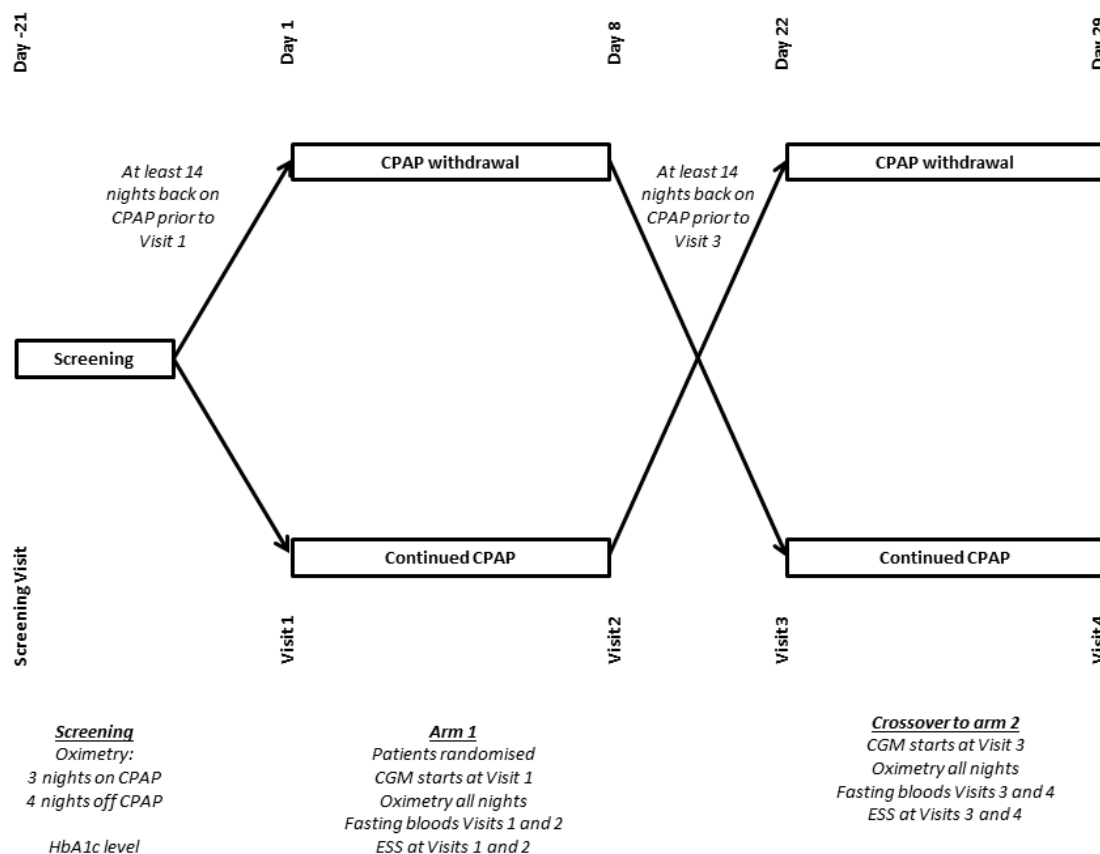 Day -21
Day 1
Day 8
Day 22
Day 29
At least 14
nights back on
CPAP prior to
Visit 1
CPAP withdrawal
At least 14
nights back on
CPAP prior to
Visit 3
CPAP withdrawal
Screening
Continued CPAP
Continued CPAP
Screening Visit
Visit 1
Visit 2
Visit 3
Visit 4
Screening
Oximetry:
3 nights on CPAP
4 nights off CPAP
HbA1c level
Arm 1
Patients randomised
CGM starts at Visit 1
Oximetry all nights
Fasting bloods Visits 1 and 2
ESS at Visits 1 and 2
Crossover to arm 2
CGM starts at Visit 3
Oximetry all nights
Fasting bloods Visits 3 and 4
ESS at Visits 3 and 4